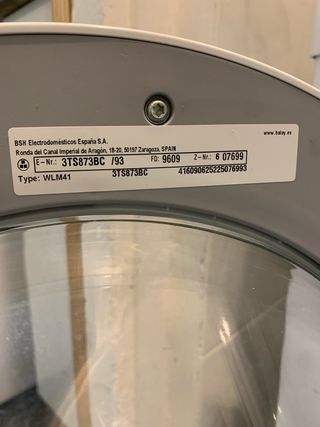 BSH Electrodomésticos España S.A. www.balay.es
Ronda del Canal Imperial de Aragón, 18-20, 50197 Zaragoza, SPAIN
E-Nr.: 3TS873BC /93 FD: 9609 Z-Nr.: 6 07699
Type: WLM41 3TS873BC 416090625225076993